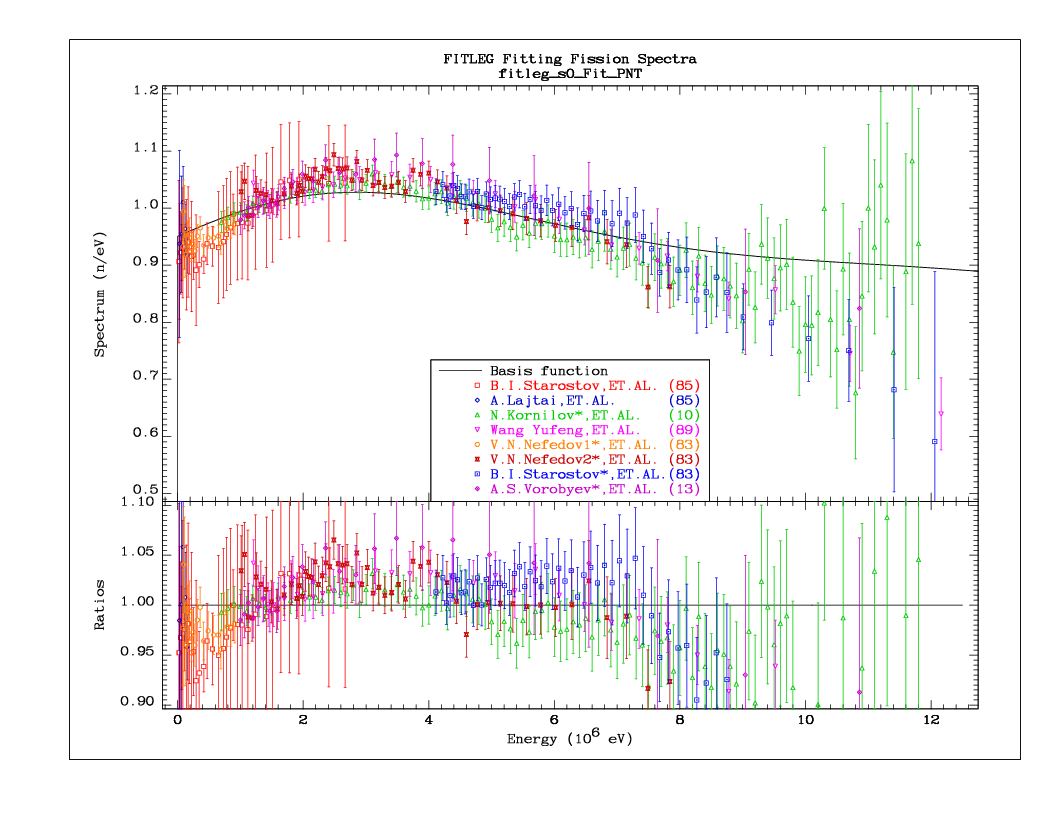 FITLEG Fitting Fission Spectra
fitleg_s0_Fit_PNT
1.2
1.1
1.0
0.9
0.8
0.7
0.6
0.5
Spectrum (n/eV)
Basis function
B.I.Starostov,ET.AL. (85)
A.Lajtai,ET.AL. (85)
N.Kornilov*,ET.AL. (10)
Wang Yufeng,ET.AL. (89)
V.N.Nefedov1*,ET.AL. (83)
V.N.Nefedov2*,ET.AL. (83)
B.I.Starostov*,ET.AL.(83)
A.S.Vorobyev*,ET.AL. (13)
1.10
1.05
1.00
0.95
0.90
Ratios
0 2 4 6 8 10 12
Energy (10⁶ eV)